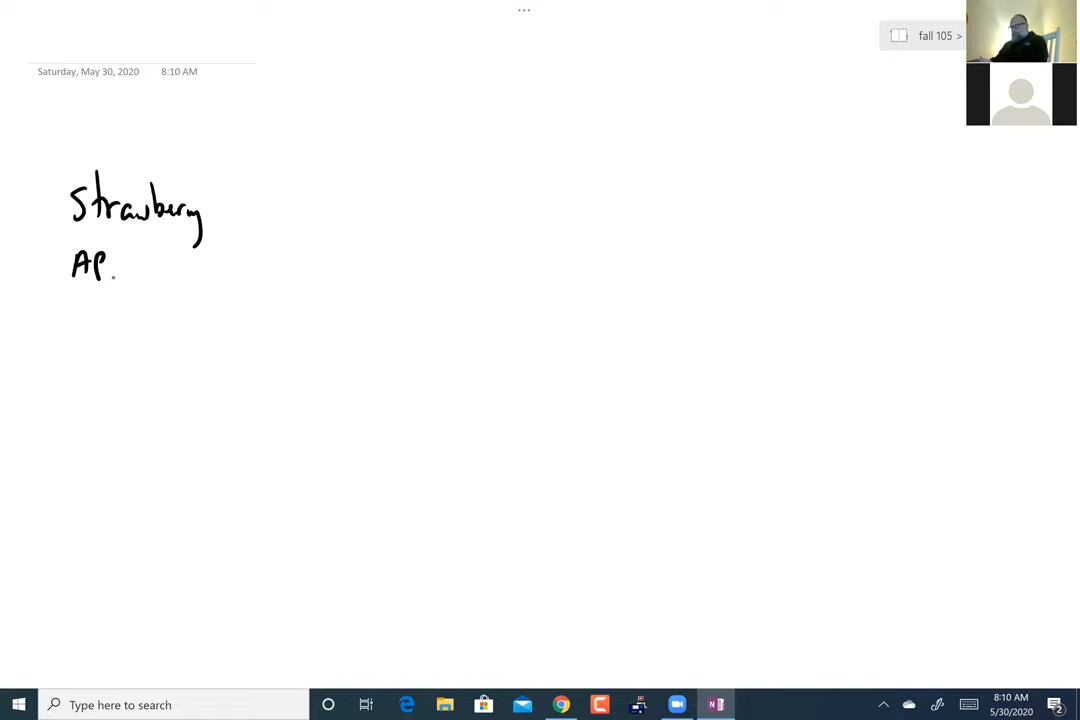 fall 105 >
Saturday, May 30, 2020 8:10 AM
Strawberry
AP
Type here to search
8:10 AM
5/30/2020
2